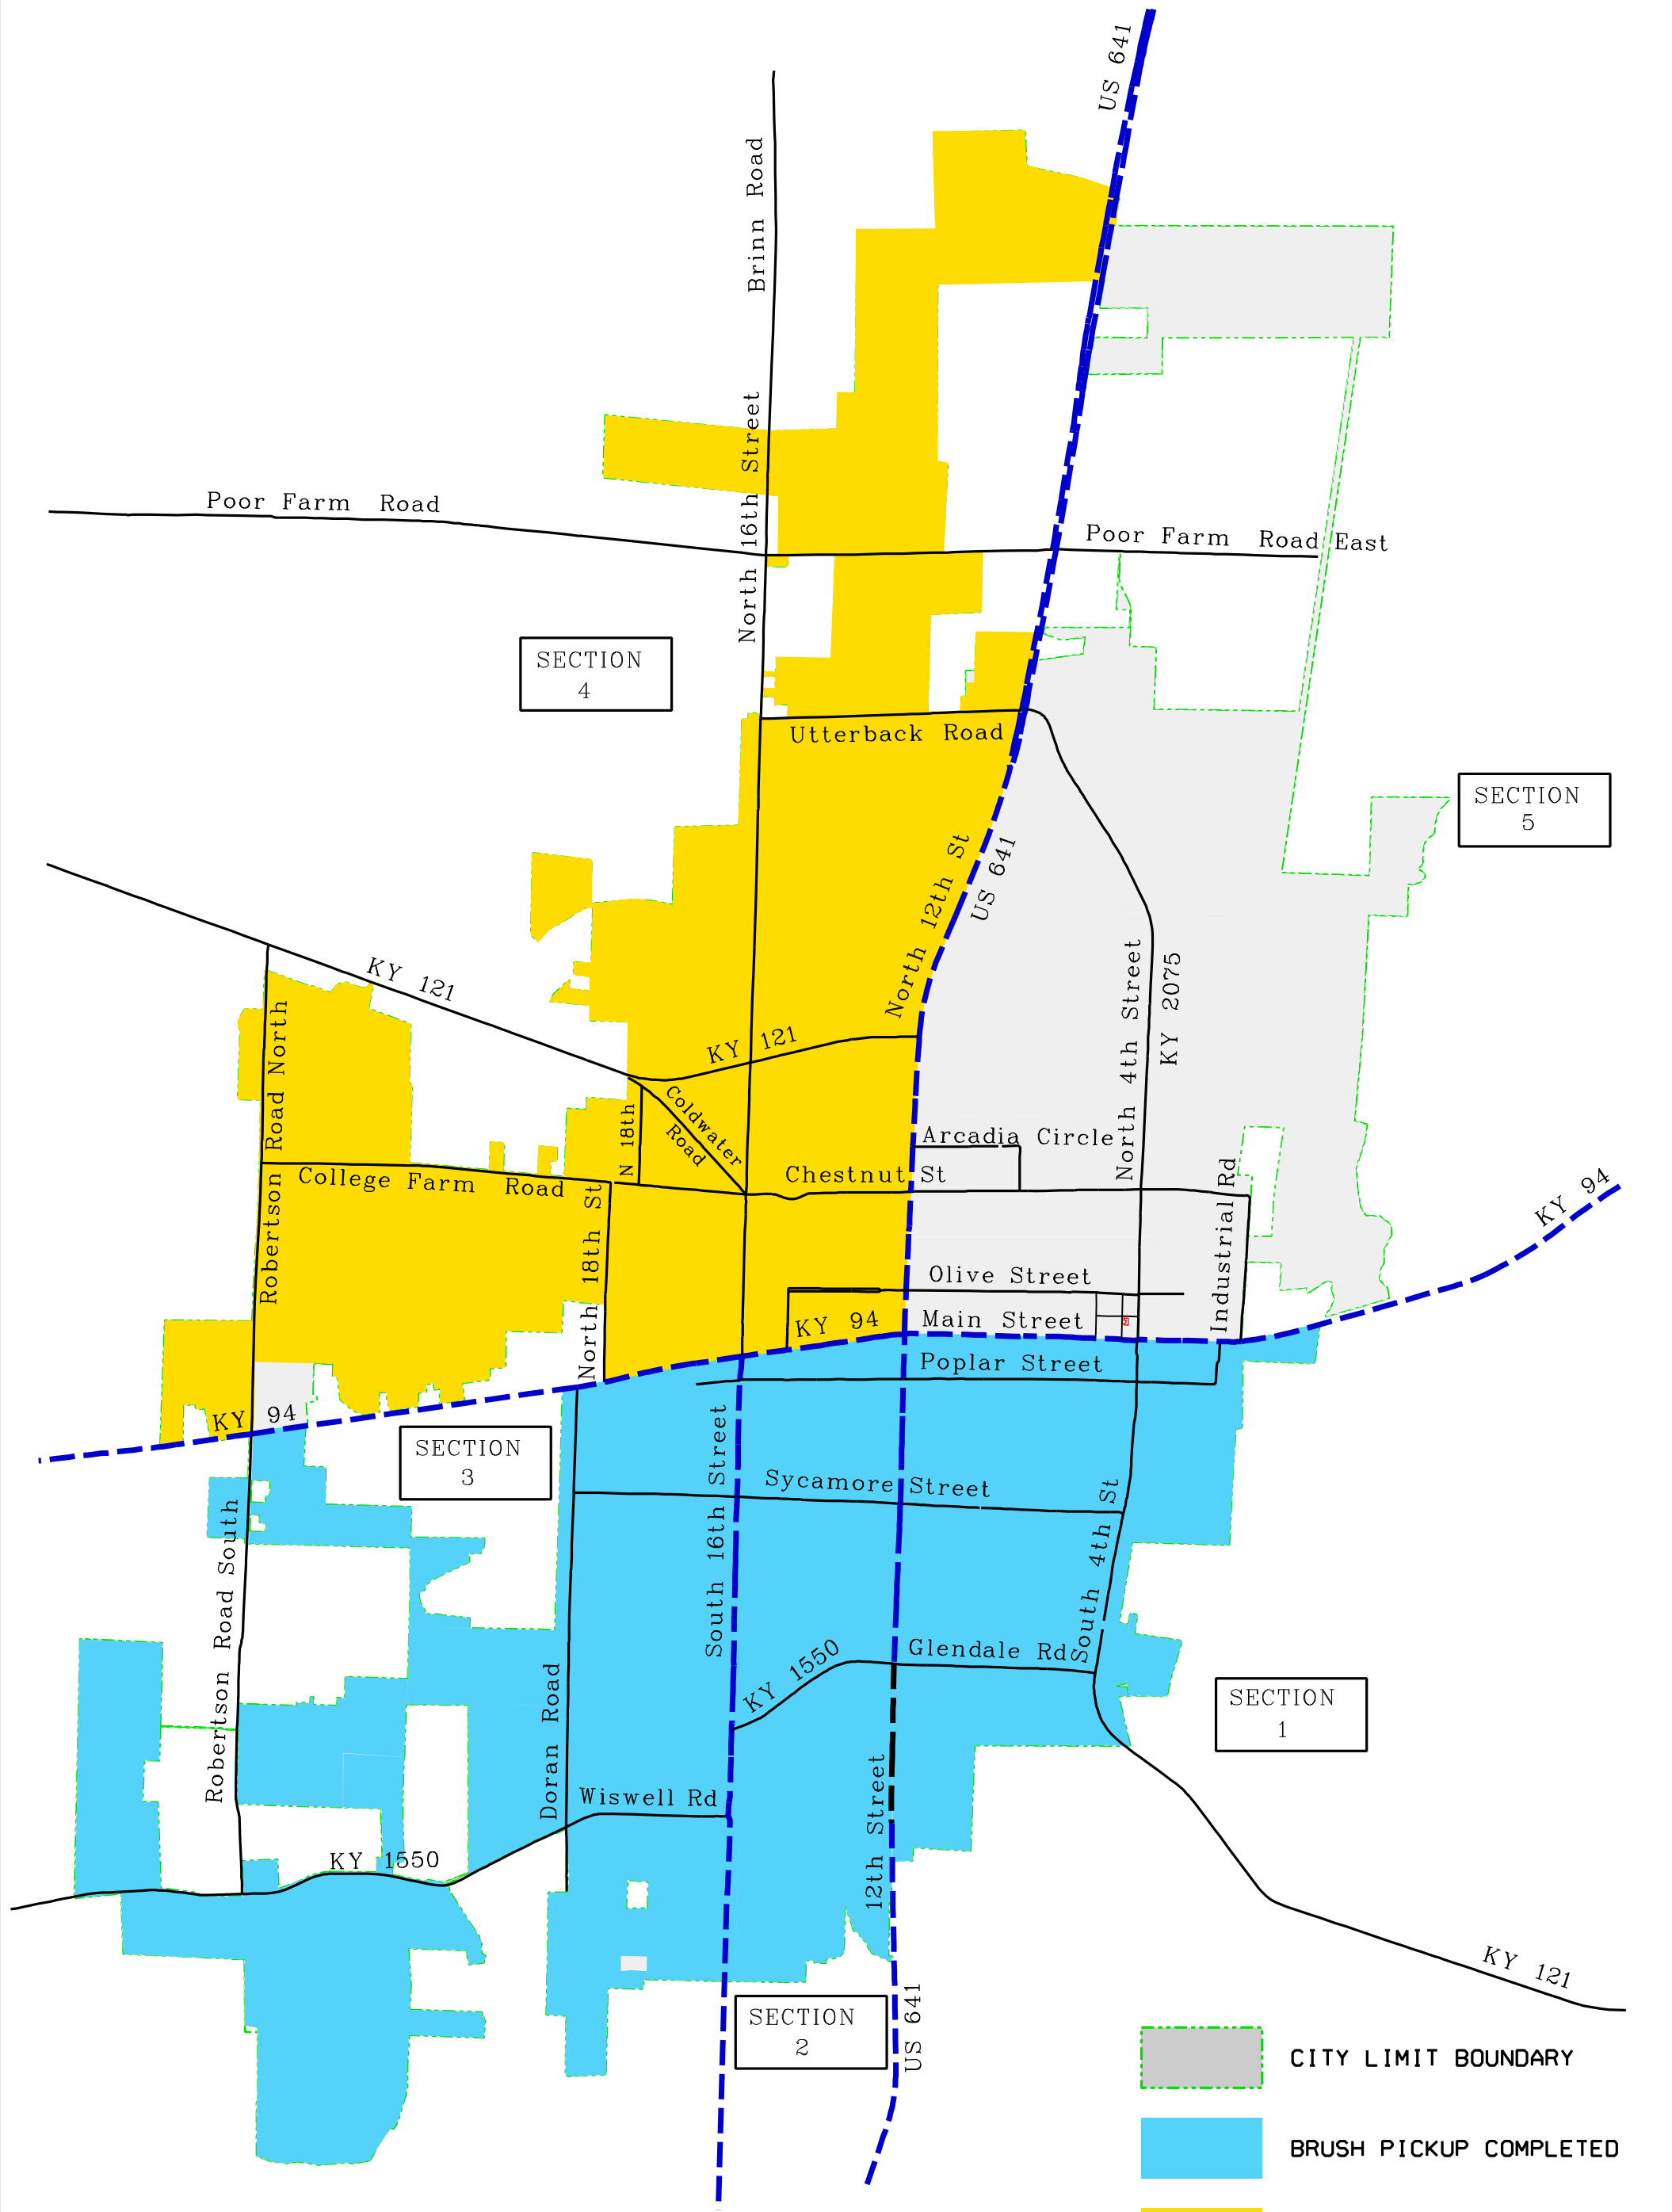 US 641
Brinn Road
North 16th Street
Poor Farm Road
Poor Farm Road East
SECTION
4
Utterback Road
SECTION
5
North 12th St
US 641
KY 121
KY 121
North 4th Street
KY 2075
Road North
Robertson
Coldwater
Road
N 18th
Arcadia Circle
Chestnut St
College Farm Road
North 18th St
Industrial Rd
KY 94
Olive Street
KY 94
Main Street
Poplar Street
KY 94
SECTION
3
South 16th Street
Sycamore Street
South 4th St
Robertson Road South
Glendale Rd
KY 1550
SECTION
1
Doran Road
Wiswell Rd
12th Street
KY 1550
KY 121
SECTION
2
US 641
CITY LIMIT BOUNDARY
BRUSH PICKUP COMPLETED